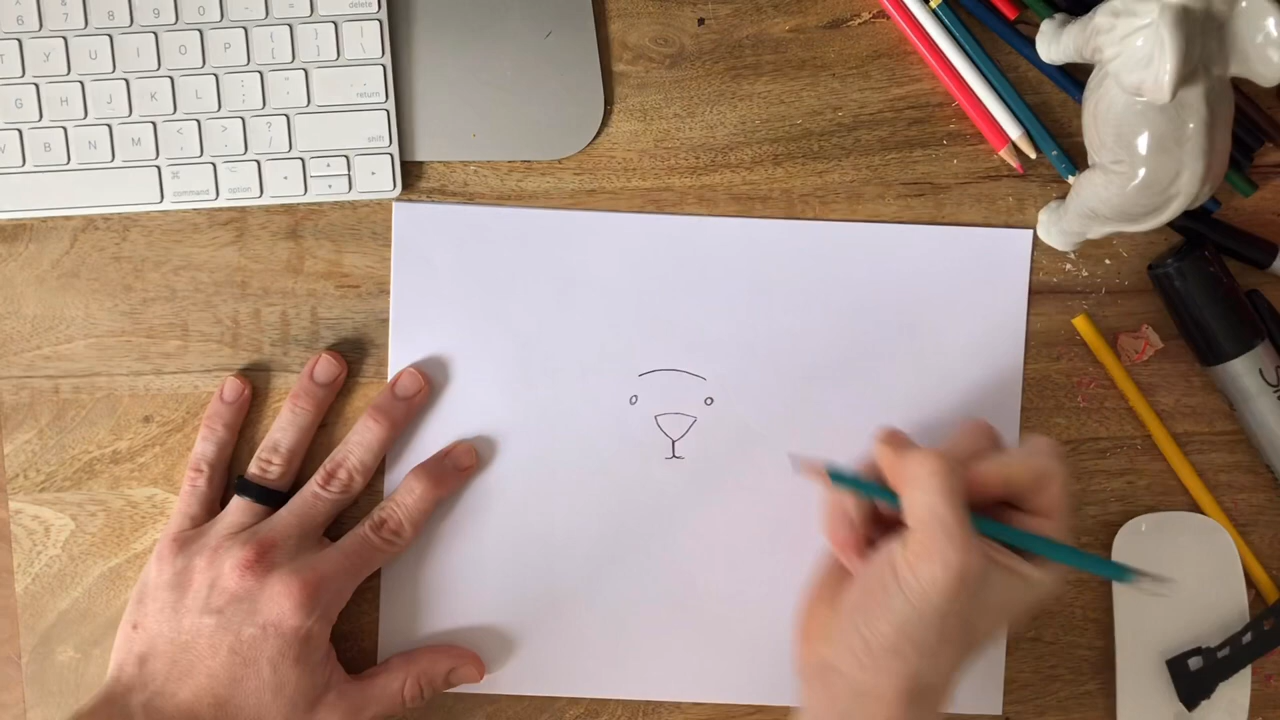 ^ 6 & 7 * 8 ( 9 ) 0 - = delete
T Y U I O P { [ } ] | \
G H J K L : ; " ' return
V B N M < , > . ? / shift
⌘ command ⌥ option ◂ ▴ ▾ ▸